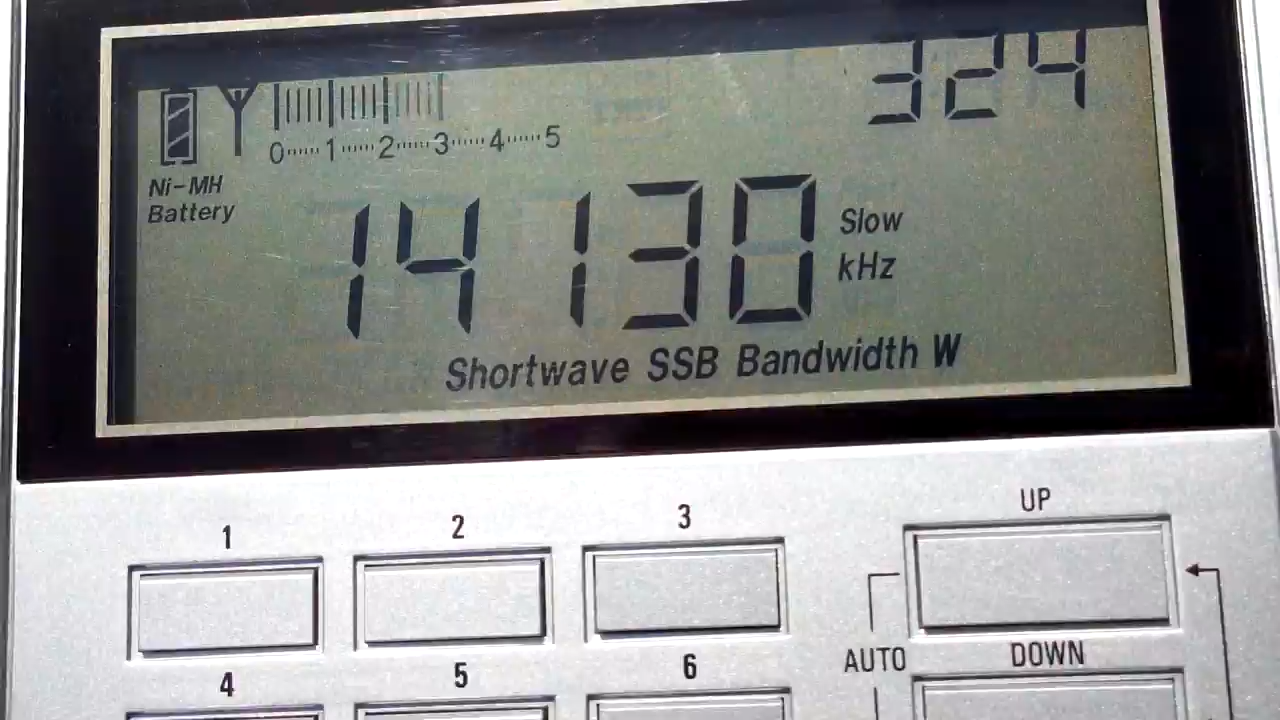 324
0 1 2 3 4 5
Ni-MH
Battery
14130
Slow
kHz
Shortwave SSB Bandwidth W
1 2 3 UP
AUTO DOWN
4 5 6